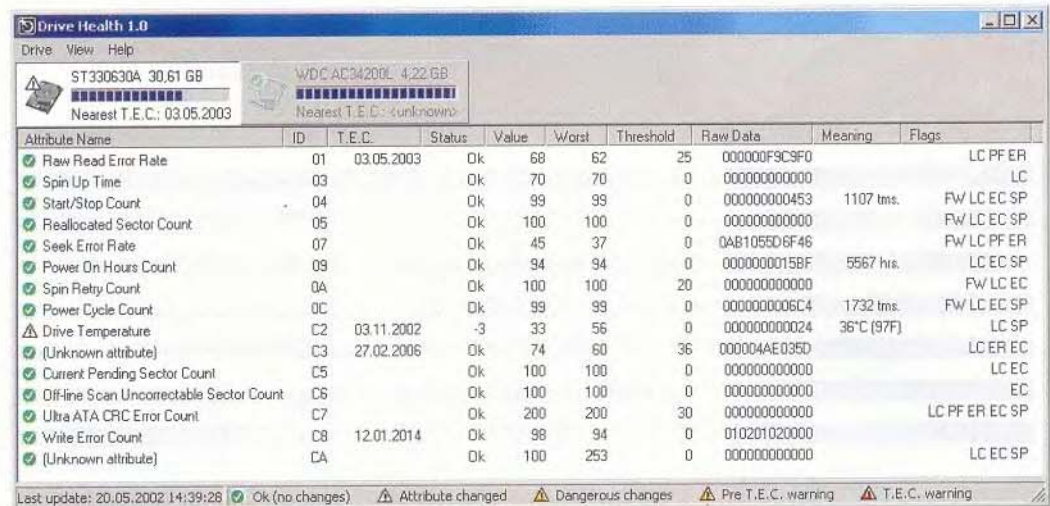 Drive Health 1.0
Drive View Help
ST330630A 30,61 GB
Nearest T.E.C.: 03.05.2003
WDC AC34200L 4,22 GB
Nearest T.E.C.: <unknown>
Attribute Name ID T.E.C. Status Value Worst Threshold Raw Data Meaning Flags
Raw Read Error Rate 01 03.05.2003 Ok 68 62 25 000000F9C9F0 LC PF ER
Spin Up Time 03 Ok 70 70 0 000000000000 LC
Start/Stop Count 04 Ok 99 99 0 000000000453 1107 tms. FW LC EC SP
Reallocated Sector Count 05 Ok 100 100 0 000000000000 FW LC EC SP
Seek Error Rate 07 Ok 45 37 0 0AB1055D6F46 FW LC PF ER
Power On Hours Count 09 Ok 94 94 0 0000000015BF 5567 hrs. LC EC SP
Spin Retry Count 0A Ok 100 100 20 000000000000 FW LC EC
Power Cycle Count 0C Ok 99 99 0 0000000006C4 1732 tms. FW LC EC SP
Drive Temperature C2 03.11.2002 -3 33 56 0 000000000024 36°C (97F) LC SP
(Unknown attribute) C3 27.02.2006 Ok 74 60 36 000004AE035D LC ER EC
Current Pending Sector Count C5 Ok 100 100 0 000000000000 LC EC
Off-line Scan Uncorrectable Sector Count C6 Ok 100 100 0 000000000000 EC
Ultra ATA CRC Error Count C7 Ok 200 200 30 000000000000 LC PF ER EC SP
Write Error Count C8 12.01.2014 Ok 98 94 0 010201020000
(Unknown attribute) CA Ok 100 253 0 000000000000 LC EC SP
Last update: 20.05.2002 14:39:28 Ok (no changes) Attribute changed Dangerous changes Pre T.E.C. warning T.E.C. warning